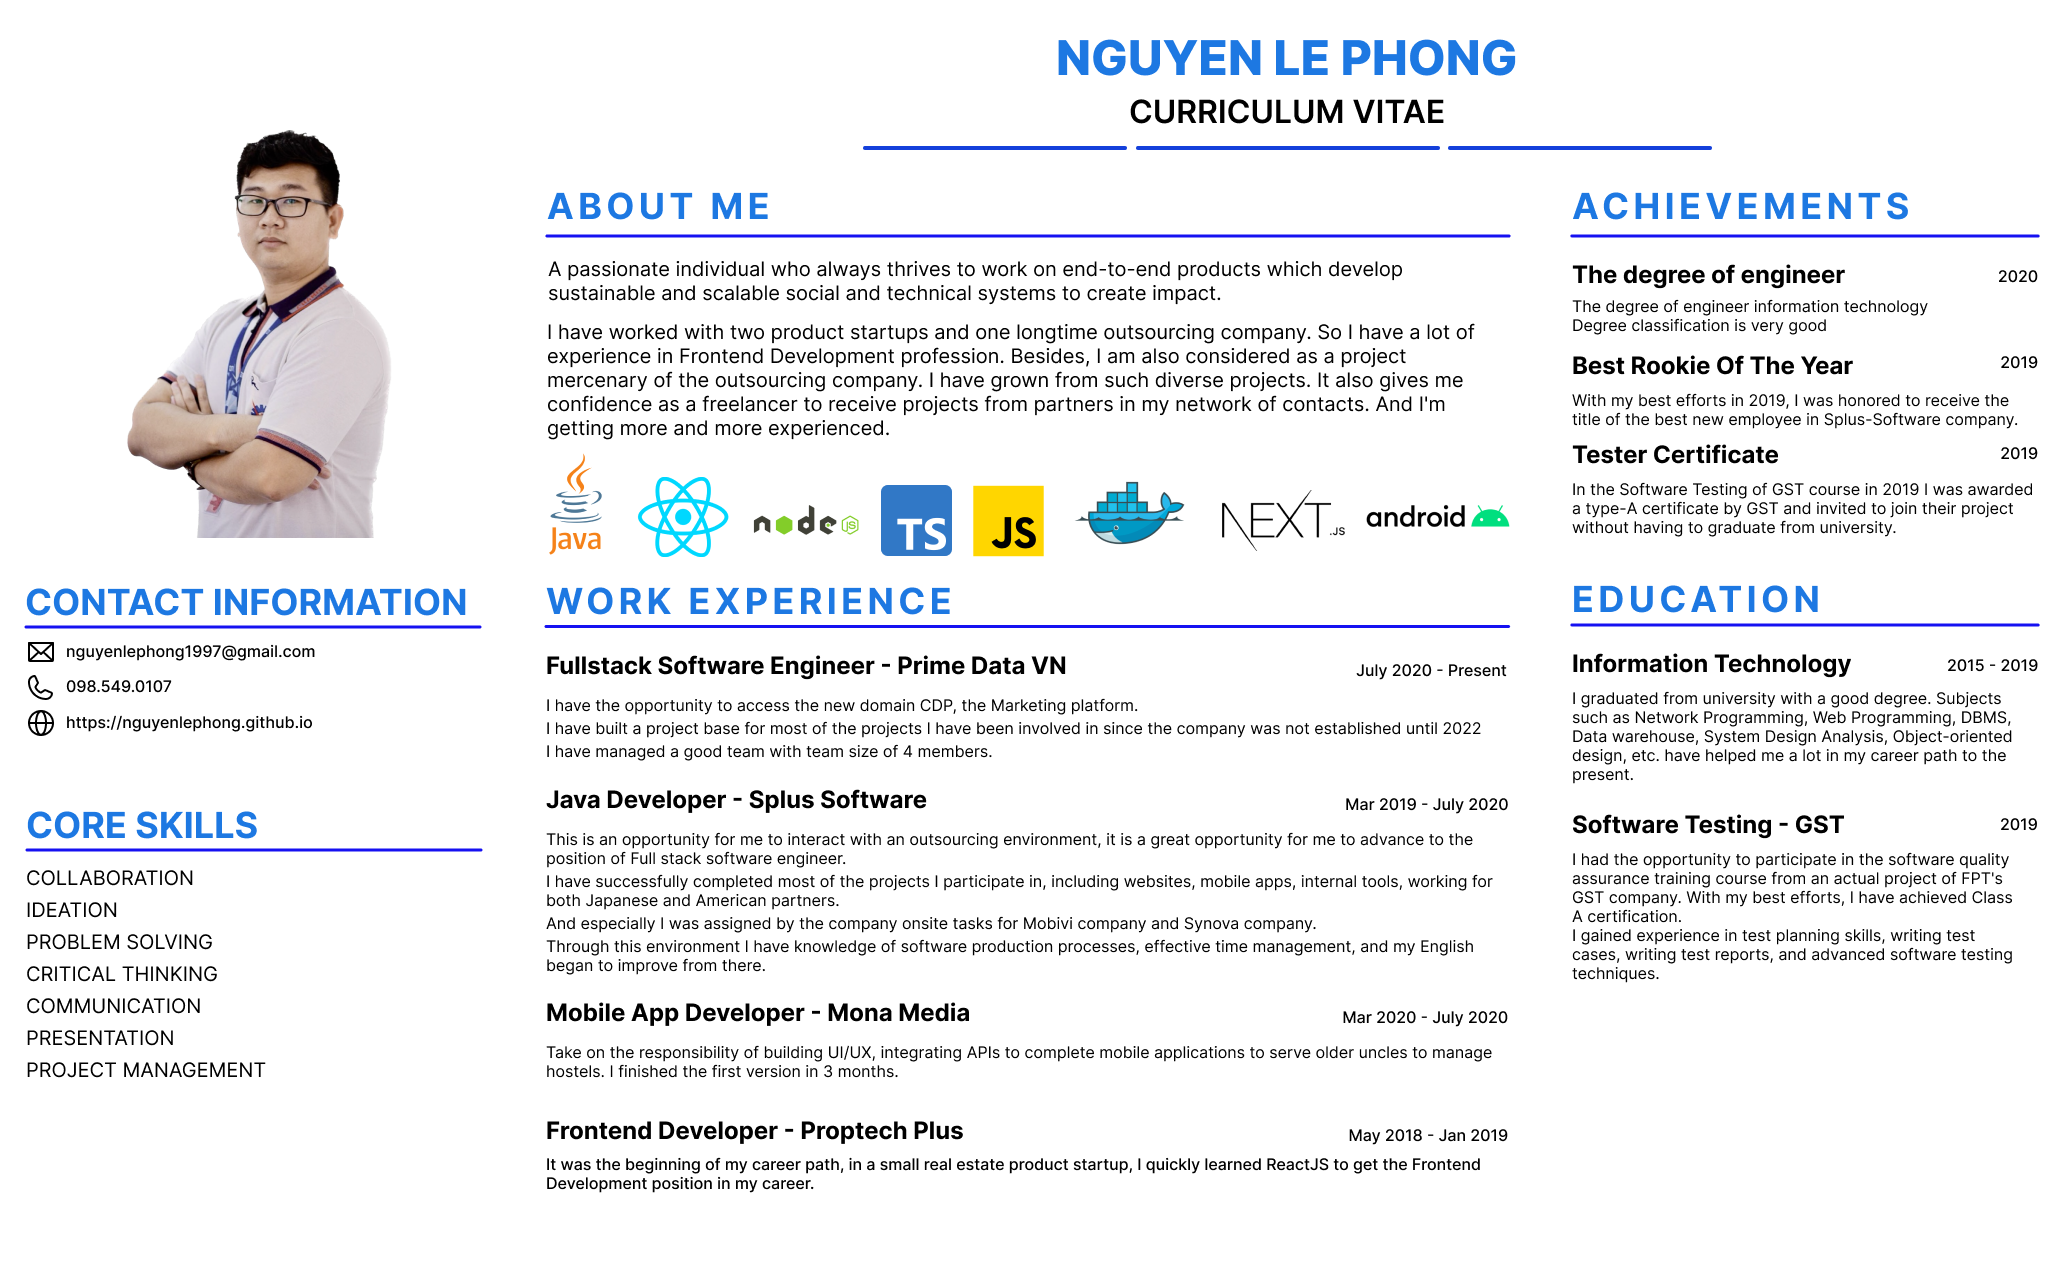 NGUYEN LE PHONG
CURRICULUM VITAE
ABOUT ME
A passionate individual who always thrives to work on end-to-end products which develop
sustainable and scalable social and technical systems to create impact.
I have worked with two product startups and one longtime outsourcing company. So I have a lot of
experience in Frontend Development profession. Besides, I am also considered as a project
mercenary of the outsourcing company. I have grown from such diverse projects. It also gives me
confidence as a freelancer to receive projects from partners in my network of contacts. And I'm
getting more and more experienced.
Java
node JS
TS
JS
NEXT.JS
android
CONTACT INFORMATION
nguyenlephong1997@gmail.com
098.549.0107
https://nguyenlephong.github.io
CORE SKILLS
COLLABORATION
IDEATION
PROBLEM SOLVING
CRITICAL THINKING
COMMUNICATION
PRESENTATION
PROJECT MANAGEMENT
WORK EXPERIENCE
Fullstack Software Engineer - Prime Data VN
July 2020 - Present
I have the opportunity to access the new domain CDP, the Marketing platform.
I have built a project base for most of the projects I have been involved in since the company was not established until 2022
I have managed a good team with team size of 4 members.
Java Developer - Splus Software
Mar 2019 - July 2020
This is an opportunity for me to interact with an outsourcing environment, it is a great opportunity for me to advance to the
position of Full stack software engineer.
I have successfully completed most of the projects I participate in, including websites, mobile apps, internal tools, working for
both Japanese and American partners.
And especially I was assigned by the company onsite tasks for Mobivi company and Synova company.
Through this environment I have knowledge of software production processes, effective time management, and my English
began to improve from there.
Mobile App Developer - Mona Media
Mar 2020 - July 2020
Take on the responsibility of building UI/UX, integrating APIs to complete mobile applications to serve older uncles to manage
hostels. I finished the first version in 3 months.
Frontend Developer - Proptech Plus
May 2018 - Jan 2019
It was the beginning of my career path, in a small real estate product startup, I quickly learned ReactJS to get the Frontend
Development position in my career.
ACHIEVEMENTS
The degree of engineer
2020
The degree of engineer information technology
Degree classification is very good
Best Rookie Of The Year
2019
With my best efforts in 2019, I was honored to receive the
title of the best new employee in Splus-Software company.
Tester Certificate
2019
In the Software Testing of GST course in 2019 I was awarded
a type-A certificate by GST and invited to join their project
without having to graduate from university.
EDUCATION
Information Technology
2015 - 2019
I graduated from university with a good degree. Subjects
such as Network Programming, Web Programming, DBMS,
Data warehouse, System Design Analysis, Object-oriented
design, etc. have helped me a lot in my career path to the
present.
Software Testing - GST
2019
I had the opportunity to participate in the software quality
assurance training course from an actual project of FPT's
GST company. With my best efforts, I have achieved Class
A certification.
I gained experience in test planning skills, writing test
cases, writing test reports, and advanced software testing
techniques.